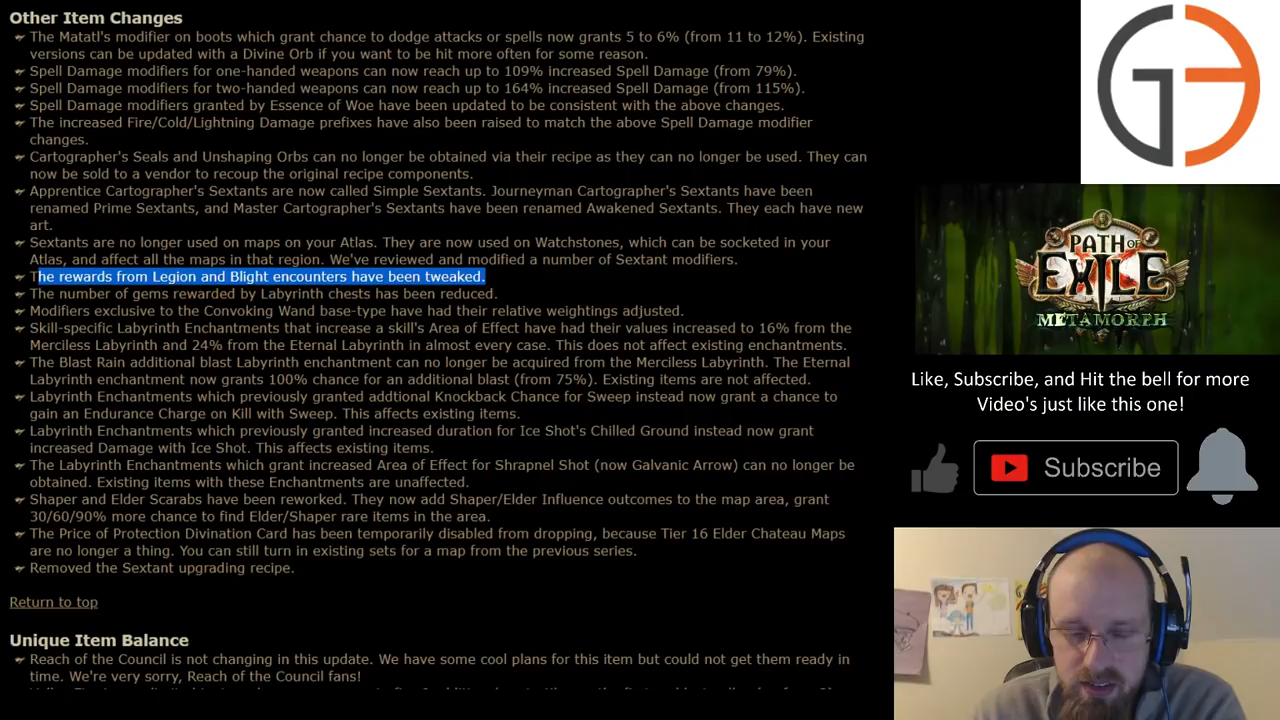 Other Item Changes
The Matatl's modifier on boots which grant chance to dodge attacks or spells now grants 5 to 6% (from 11 to 12%). Existing
versions can be updated with a Divine Orb if you want to be hit more often for some reason.
Spell Damage modifiers for one-handed weapons can now reach up to 109% increased Spell Damage (from 79%).
Spell Damage modifiers for two-handed weapons can now reach up to 164% increased Spell Damage (from 115%).
Spell Damage modifiers granted by Essence of Woe have been updated to be consistent with the above changes.
The increased Fire/Cold/Lightning Damage prefixes have also been raised to match the above Spell Damage modifier
changes.
Cartographer's Seals and Unshaping Orbs can no longer be obtained via their recipe as they can no longer be used. They can
now be sold to a vendor to recoup the original recipe components.
Apprentice Cartographer's Sextants are now called Simple Sextants. Journeyman Cartographer's Sextants have been
renamed Prime Sextants, and Master Cartographer's Sextants have been renamed Awakened Sextants. They each have new
art.
Sextants are no longer used on maps on your Atlas. They are now used on Watchstones, which can be socketed in your
Atlas, and affect all the maps in that region. We've reviewed and modified a number of Sextant modifiers.
The rewards from Legion and Blight encounters have been tweaked.
The number of gems rewarded by Labyrinth chests has been reduced.
Modifiers exclusive to the Convoking Wand base-type have had their relative weightings adjusted.
Skill-specific Labyrinth Enchantments that increase a skill's Area of Effect have had their values increased to 16% from the
Merciless Labyrinth and 24% from the Eternal Labyrinth in almost every case. This does not affect existing enchantments.
The Blast Rain additional blast Labyrinth enchantment can no longer be acquired from the Merciless Labyrinth. The Eternal
Labyrinth enchantment now grants 100% chance for an additional blast (from 75%). Existing items are not affected.
Labyrinth Enchantments which previously granted addtional Knockback Chance for Sweep instead now grant a chance to
gain an Endurance Charge on Kill with Sweep. This affects existing items.
Labyrinth Enchantments which previously granted increased duration for Ice Shot's Chilled Ground instead now grant
increased Damage with Ice Shot. This affects existing items.
The Labyrinth Enchantments which grant increased Area of Effect for Shrapnel Shot (now Galvanic Arrow) can no longer be
obtained. Existing items with these Enchantments are unaffected.
Shaper and Elder Scarabs have been reworked. They now add Shaper/Elder Influence outcomes to the map area, grant
30/60/90% more chance to find Elder/Shaper rare items in the area.
The Price of Protection Divination Card has been temporarily disabled from dropping, because Tier 16 Elder Chateau Maps
are no longer a thing. You can still turn in existing sets for a map from the previous series.
Removed the Sextant upgrading recipe.
Return to top
Unique Item Balance
Reach of the Council is not changing in this update. We have some cool plans for this item but could not get them ready in
time. We're very sorry, Reach of the Council fans!
PATH OF
EXILE
METAMORPH
Like, Subscribe, and Hit the bell for more
Video's just like this one!
Subscribe